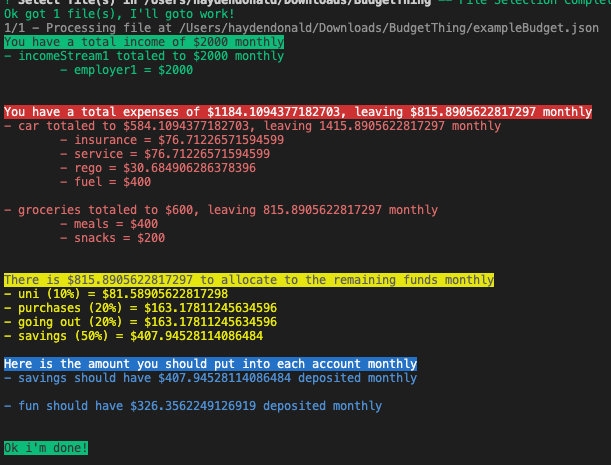 ? Select file(s) in /Users/haydendonald/Downloads/BudgetThing == File Selection Complet
Ok got 1 file(s), I'll goto work!
1/1 - Processing file at /Users/haydendonald/Downloads/BudgetThing/exampleBudget.json
You have a total income of $2000 monthly
- incomeStream1 totaled to $2000 monthly
- employer1 = $2000
You have a total expenses of $1184.1094377182703, leaving $815.8905622817297 monthly
- car totaled to $584.1094377182703, leaving 1415.8905622817297 monthly
- insurance = $76.71226571594599
- service = $76.71226571594599
- rego = $30.684906286378396
- fuel = $400
- groceries totaled to $600, leaving 815.8905622817297 monthly
- meals = $400
- snacks = $200
There is $815.8905622817297 to allocate to the remaining funds monthly
- uni (10%) = $81.58905622817298
- purchases (20%) = $163.17811245634596
- going out (20%) = $163.17811245634596
- savings (50%) = $407.94528114086484
Here is the amount you should put into each account monthly
- savings should have $407.94528114086484 deposited monthly
- fun should have $326.3562249126919 deposited monthly
Ok i'm done!